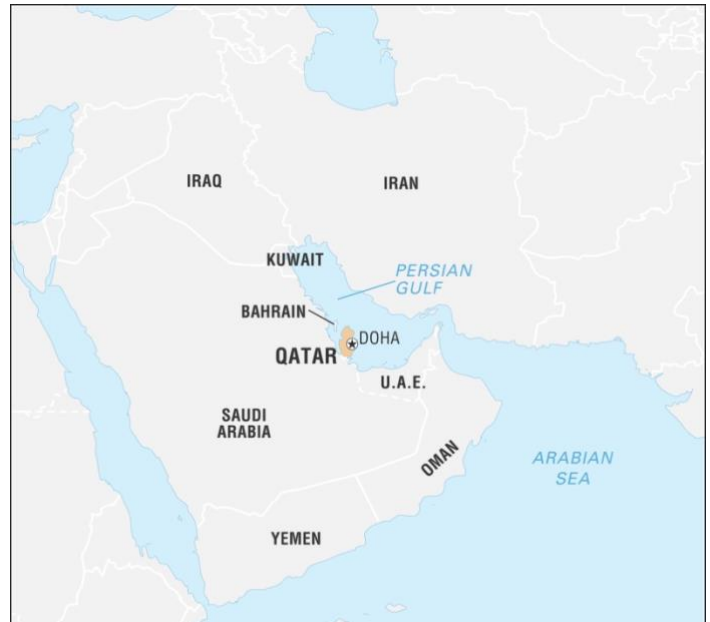 IRAQ
IRAN
KUWAIT
PERSIAN
GULF
BAHRAIN
DOHA
QATAR
U.A.E.
SAUDI
ARABIA
OMAN
ARABIAN
SEA
YEMEN